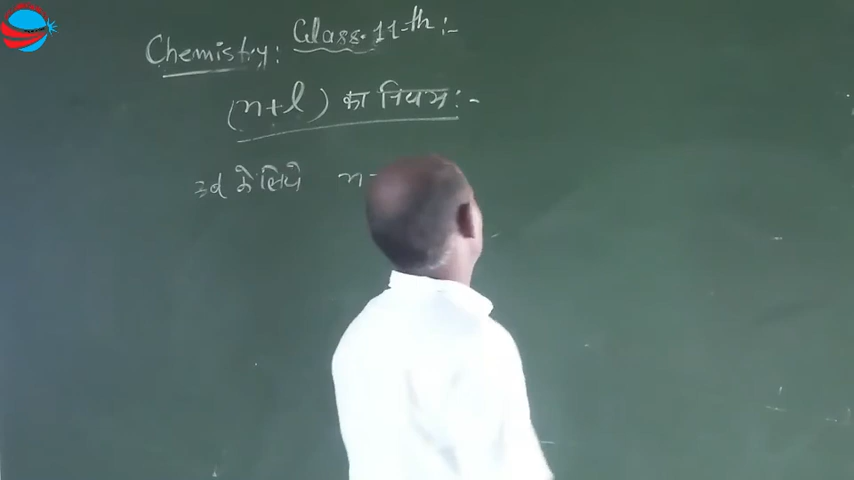 Chemistry: Class. 11-th :-
(n+l) का नियम :-
3d के लिये n=